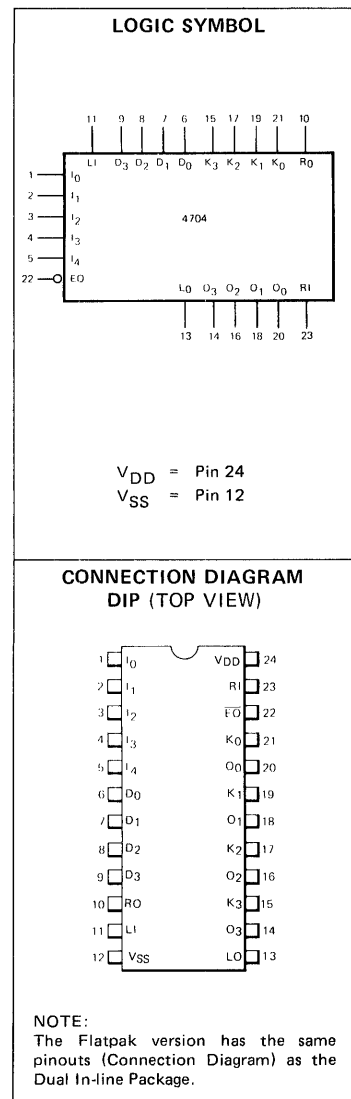 LOGIC SYMBOL
11 9 8 7 6 15 17 19 21 10
LI D3 D2 D1 D0 K3 K2 K1 K0 R0
1 I0
2 I1
3 I2
4704
4 I3
5 I4
22 EO
L0 O3 O2 O1 O0 RI
13 14 16 18 20 23
VDD = Pin 24
VSS = Pin 12
CONNECTION DIAGRAM
DIP (TOP VIEW)
1 I0 VDD 24
2 I1 RI 23
3 I2 E̅O̅ 22
4 I3 K0 21
5 I4 O0 20
6 D0 K1 19
7 D1 O1 18
8 D2 K2 17
9 D3 O2 16
10 RO K3 15
11 LI O3 14
12 VSS LO 13
NOTE:
The Flatpak version has the same
pinouts (Connection Diagram) as the
Dual In-line Package.